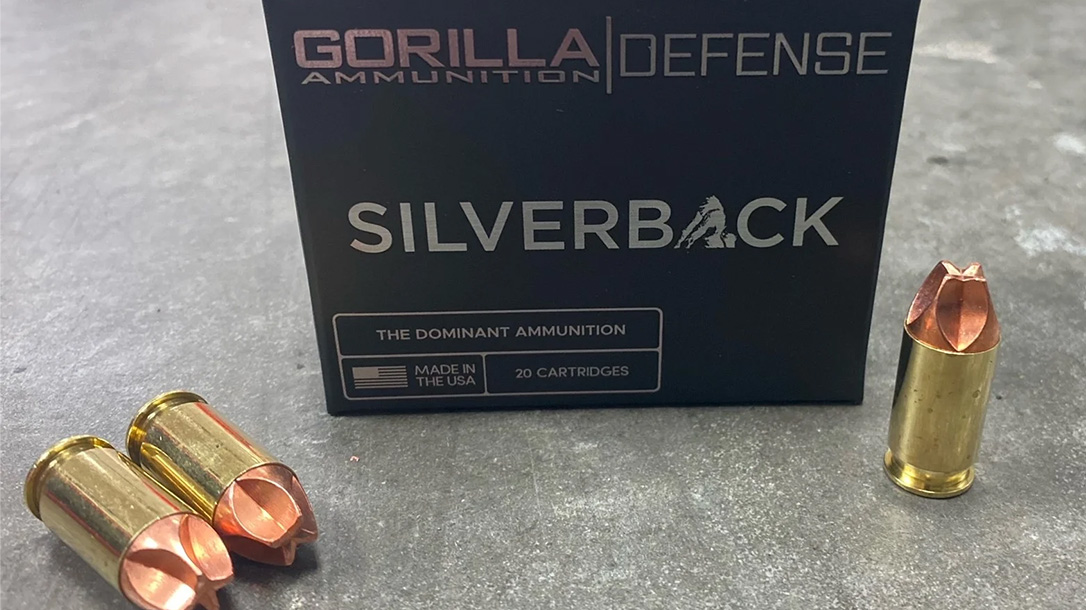 GORILLA
AMMUNITION
DEFENSE
SILVERBACK
THE DOMINANT AMMUNITION
MADE IN
THE USA
20 CARTRIDGES